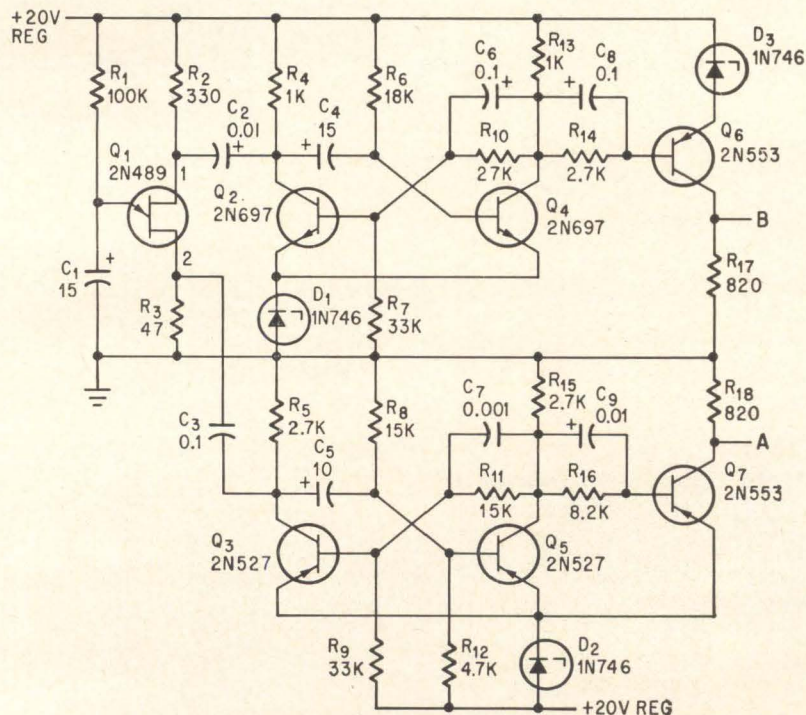 +20V
REG
R1
100K
R2
330
R4
1K
R6
18K
R13
1K
C6
0.1
+
C8
0.1
+
D3
1N746
Q1
2N489
1
2
C2
0.01
+
C4
15
+
R10
27K
R14
2.7K
Q6
2N553
Q2
2N697
Q4
2N697
B
C1
15
+
R3
47
D1
1N746
R7
33K
R17
820
C3
0.1
R5
2.7K
R8
15K
C7
0.001
R15
2.7K
C9
0.01
+
R18
820
A
C5
10
+
R11
15K
R16
8.2K
Q7
2N553
Q3
2N527
Q5
2N527
R9
33K
R12
4.7K
D2
1N746
+20V REG